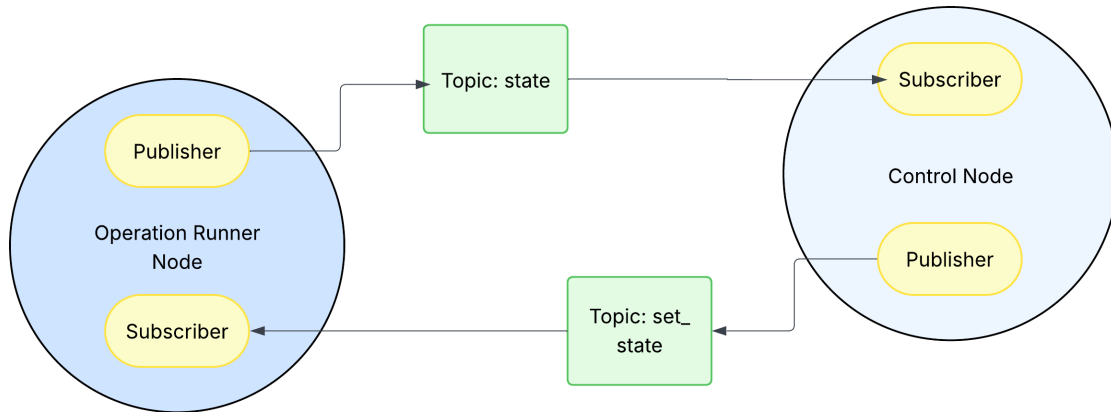 Topic: state
Subscriber
Publisher
Control Node
Operation Runner
Node
Publisher
Topic: set_
state
Subscriber